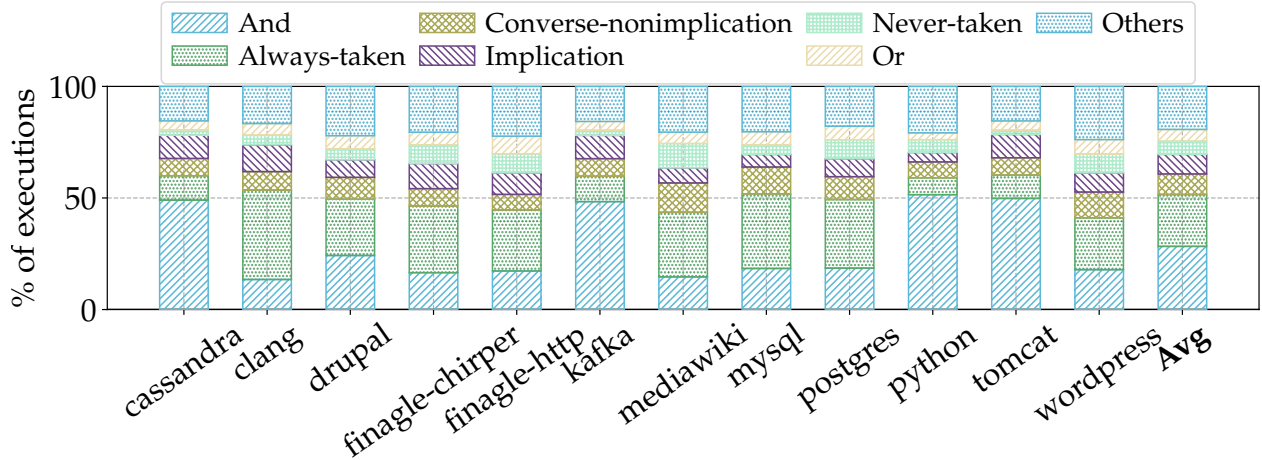 And Converse-nonimplication Never-taken Others
Always-taken Implication Or
% of executions
100
50
0
cassandra
clang
drupal
finagle-chirper
finagle-http
kafka
mediawiki
mysql
postgres
python
tomcat
wordpress
Avg